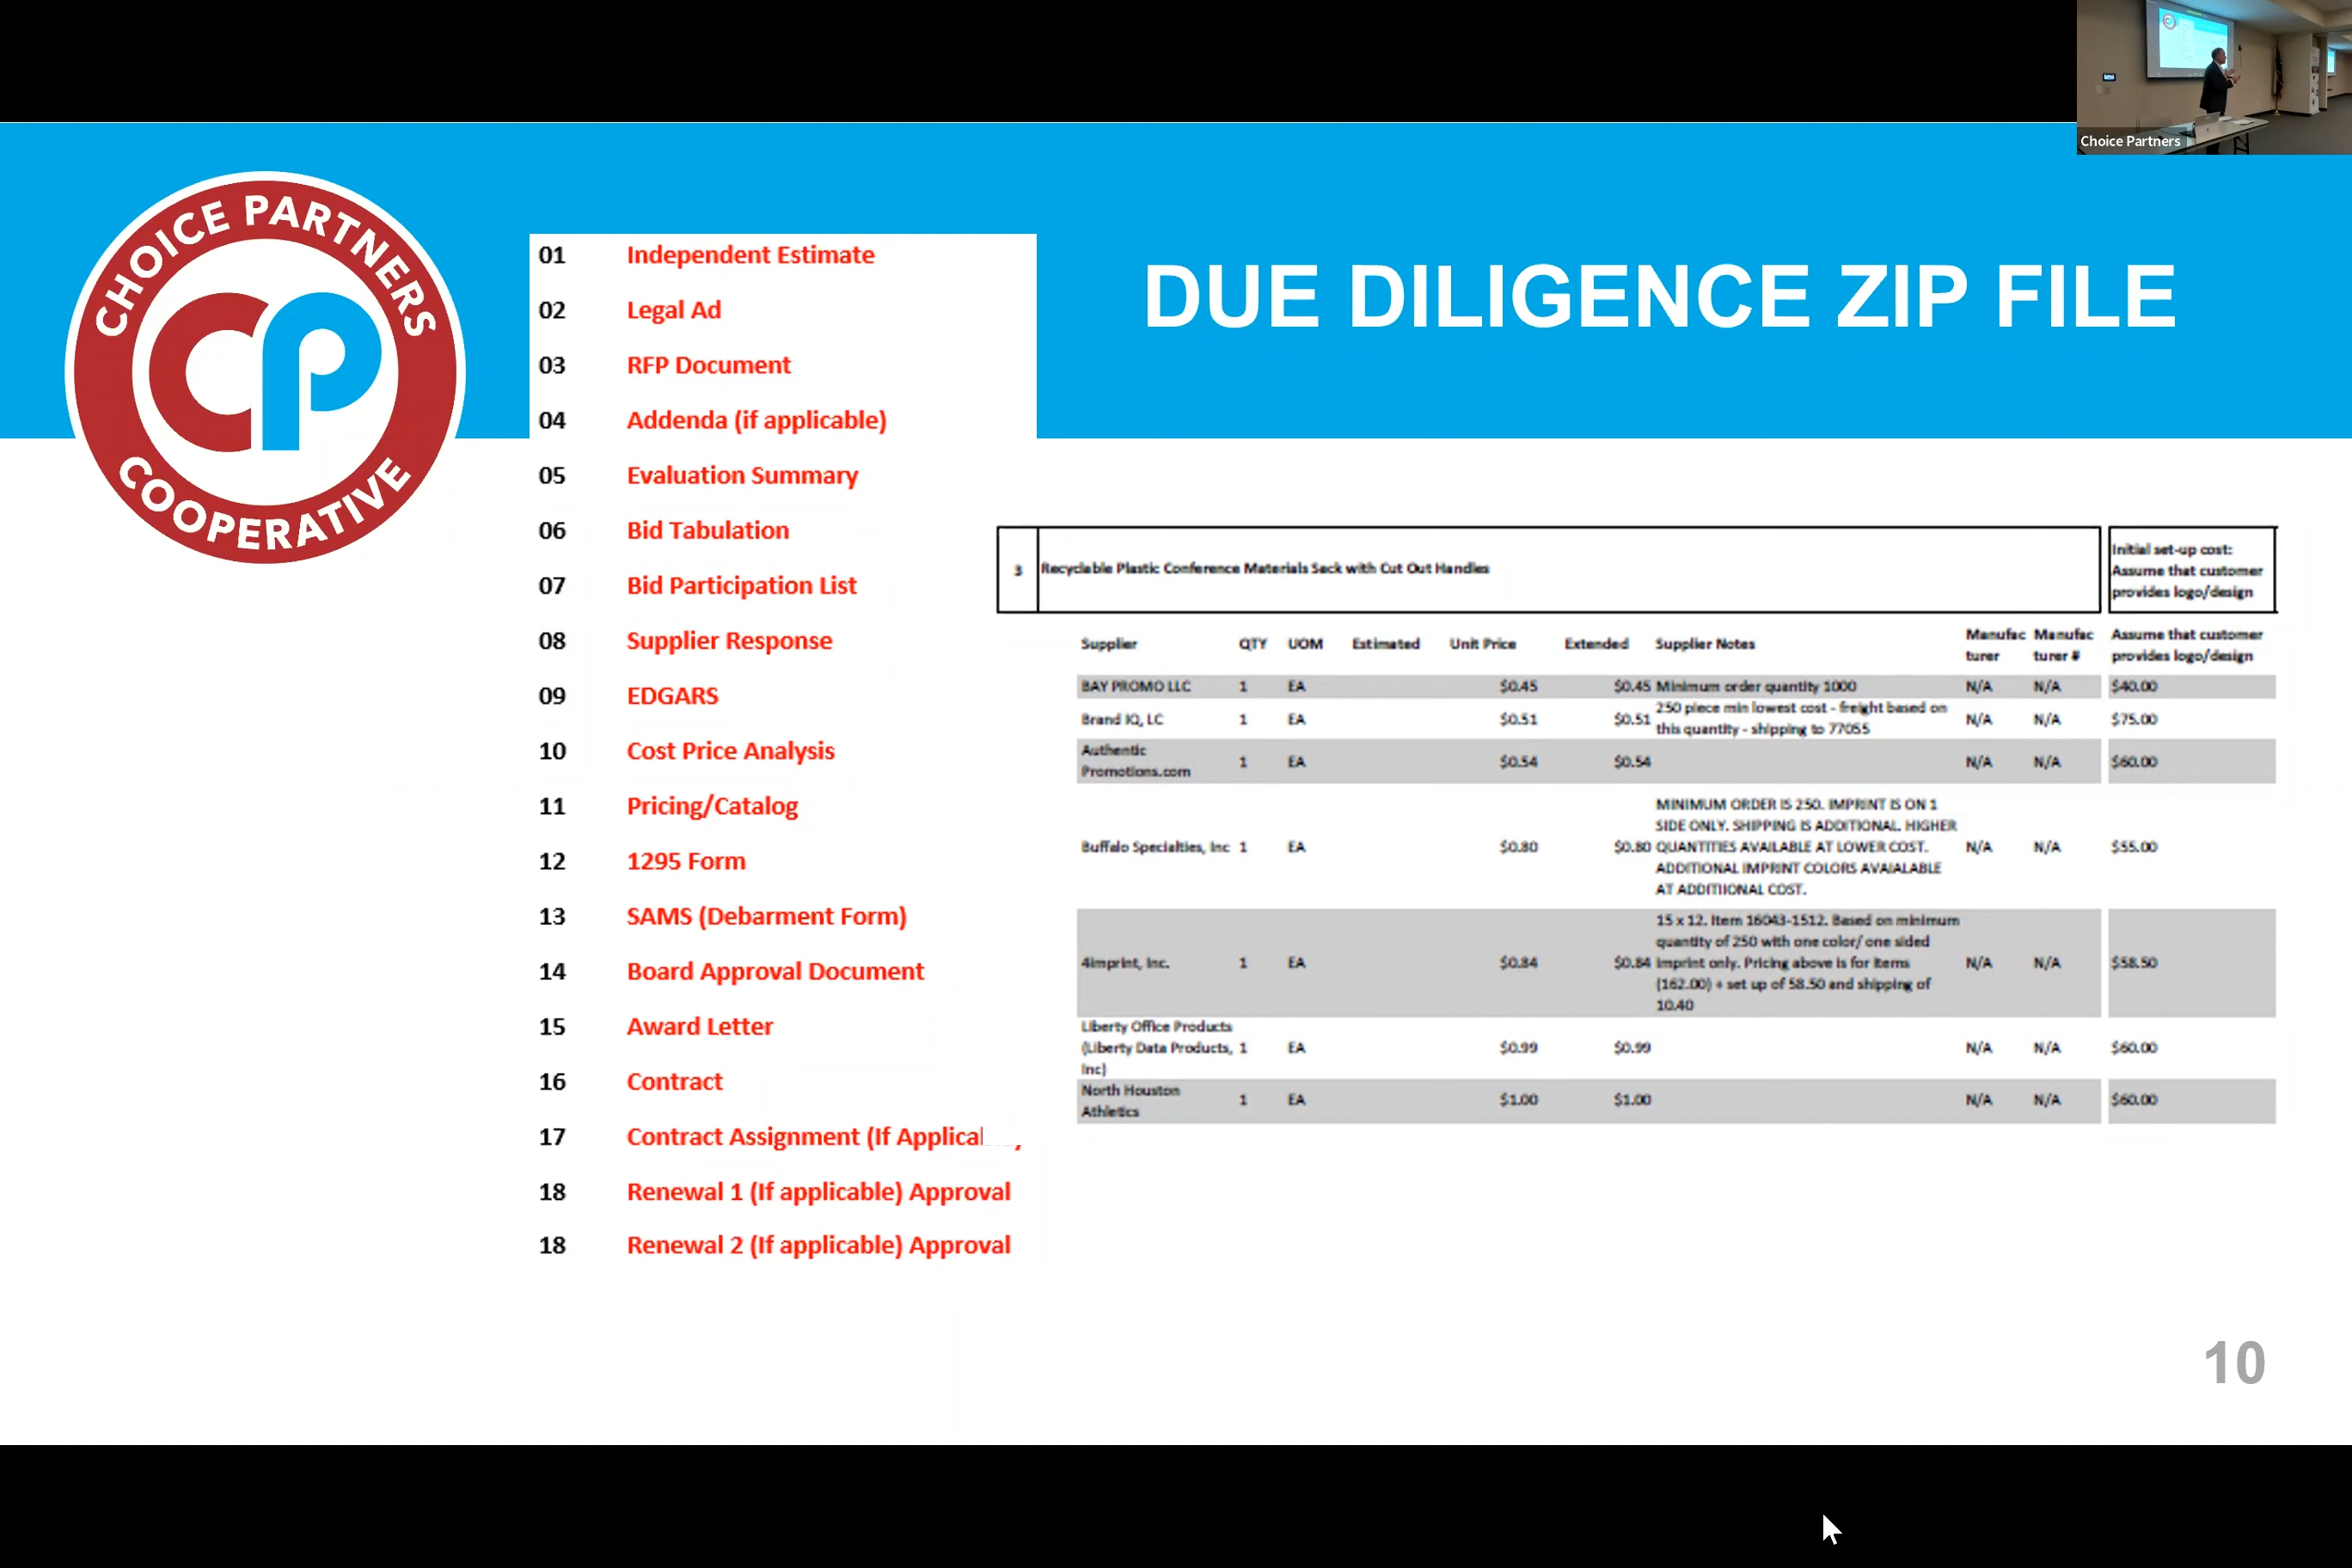 Choice Partners
CHOICE PARTNERS
CP
COOPERATIVE
DUE DILIGENCE ZIP FILE
01 Independent Estimate
02 Legal Ad
03 RFP Document
04 Addenda (if applicable)
05 Evaluation Summary
06 Bid Tabulation
07 Bid Participation List
08 Supplier Response
09 EDGARS
10 Cost Price Analysis
11 Pricing/Catalog
12 1295 Form
13 SAMS (Debarment Form)
14 Board Approval Document
15 Award Letter
16 Contract
17 Contract Assignment (If
18 Renewal 1 (If applicable) Approval
18 Renewal 2 (If applicable) Approval
3 Recyclable Plastic Conference Materials Sack with Cut Out Handles
Initial set-up cost:
Assume that customer
provides logo/design
Supplier QTY UOM Estimated Unit Price Extended Supplier Notes Manufac Manufac Assume that customer
turer turer # provides logo/design
BAY PROMO LLC 1 EA $0.45 $0.45 Minimum order quantity 1000 N/A N/A $40.00
250 piece min lowest cost - freight based on
Brand IQ, LC 1 EA $0.51 $0.51 N/A N/A $75.00
this quantity - shipping to 77055
Authentic
1 EA $0.54 $0.54 N/A N/A $60.00
Promotions.com
MINIMUM ORDER IS 250. IMPRINT IS ON 1
SIDE ONLY. SHIPPING IS ADDITIONAL. HIGHER
Buffalo Specialties, Inc 1 EA $0.80 $0.80 QUANTITIES AVAILABLE AT LOWER COST. N/A N/A $55.00
ADDITIONAL IMPRINT COLORS AVAIALABLE
AT ADDITIIONAL COST.
15 x 12. Item 16043-1512. Based on minimum
quantity of 250 with one color/ one sided
4imprint, Inc. 1 EA $0.84 $0.84 imprint only. Pricing above is for items N/A N/A $58.50
(162.00) + set up of 58.50 and shipping of
10.40
Liberty Office Products
(Liberty Data Products, 1 EA $0.99 $0.99 N/A N/A $60.00
Inc)
North Houston
1 EA $1.00 $1.00 N/A N/A $60.00
Athletics
10